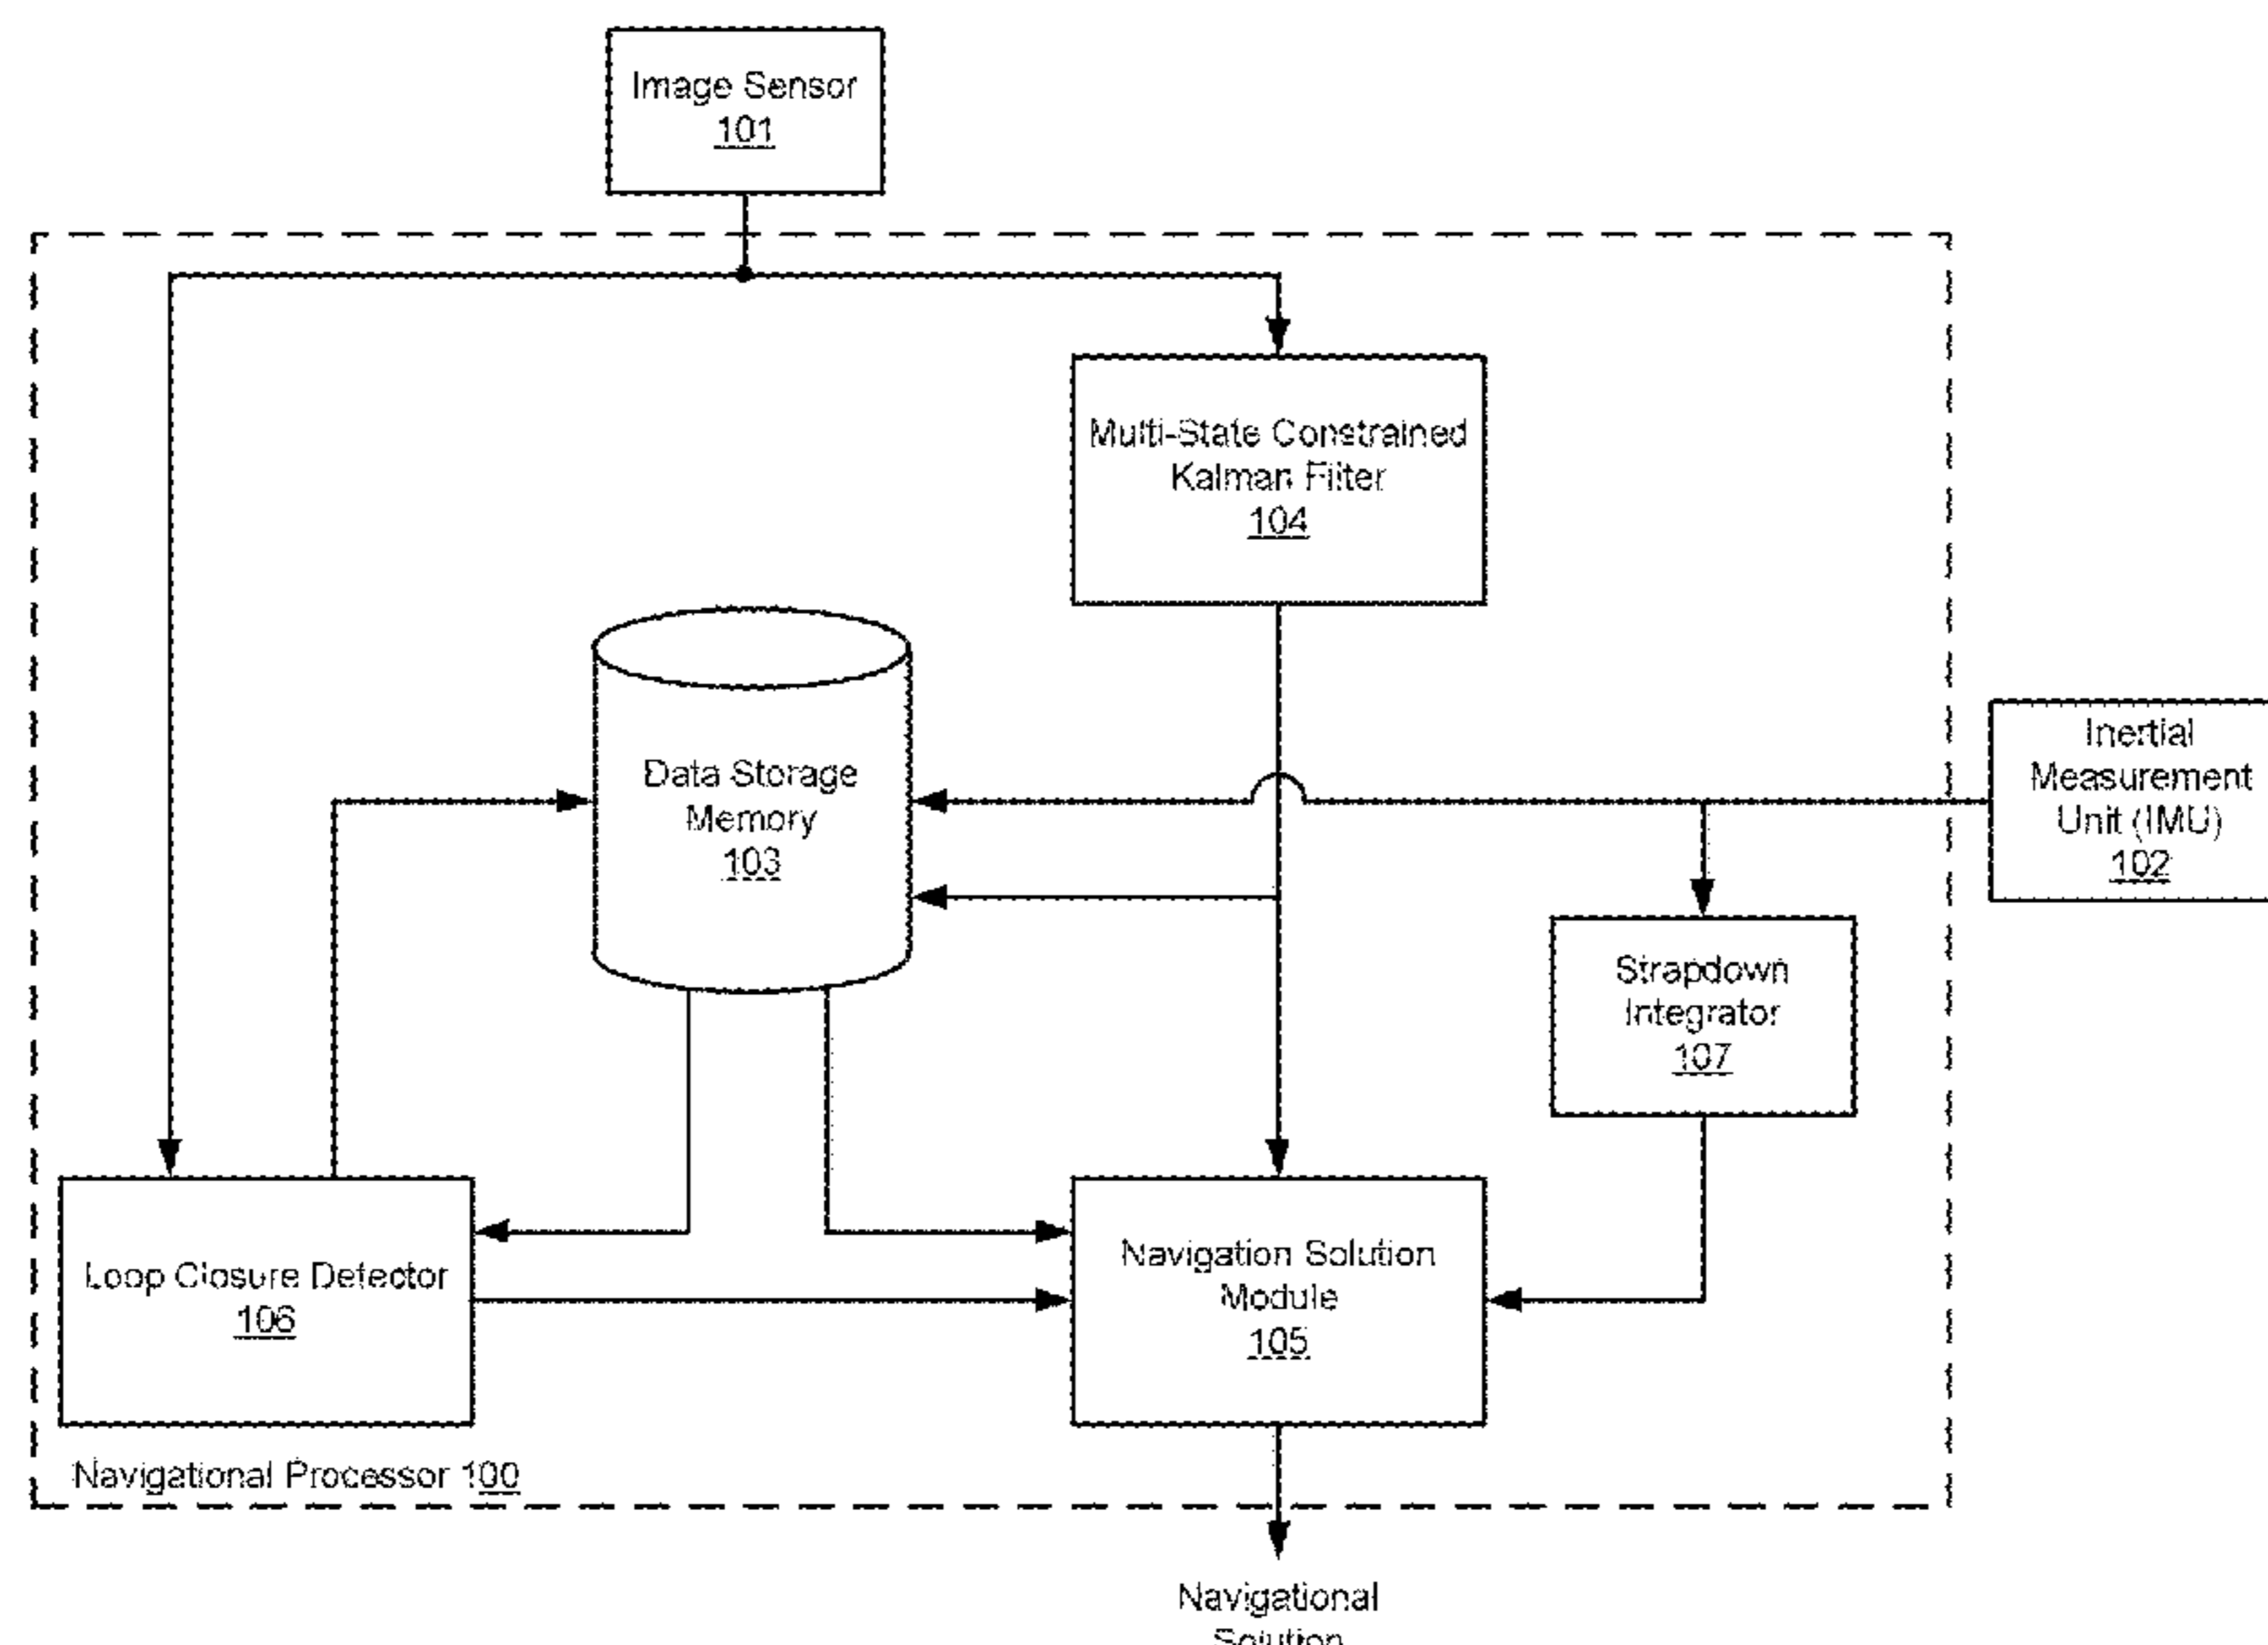 Image Sensor
101
Multi-State Constrained
Kalman Filter
104
Data Storage
Memory
103
Inertial
Measurement
Unit (IMU)
102
Strapdown
Integrator
107
Loop Closure Detector
106
Navigation Solution
Module
105
Navigational Processor 100
Navigational
Solution